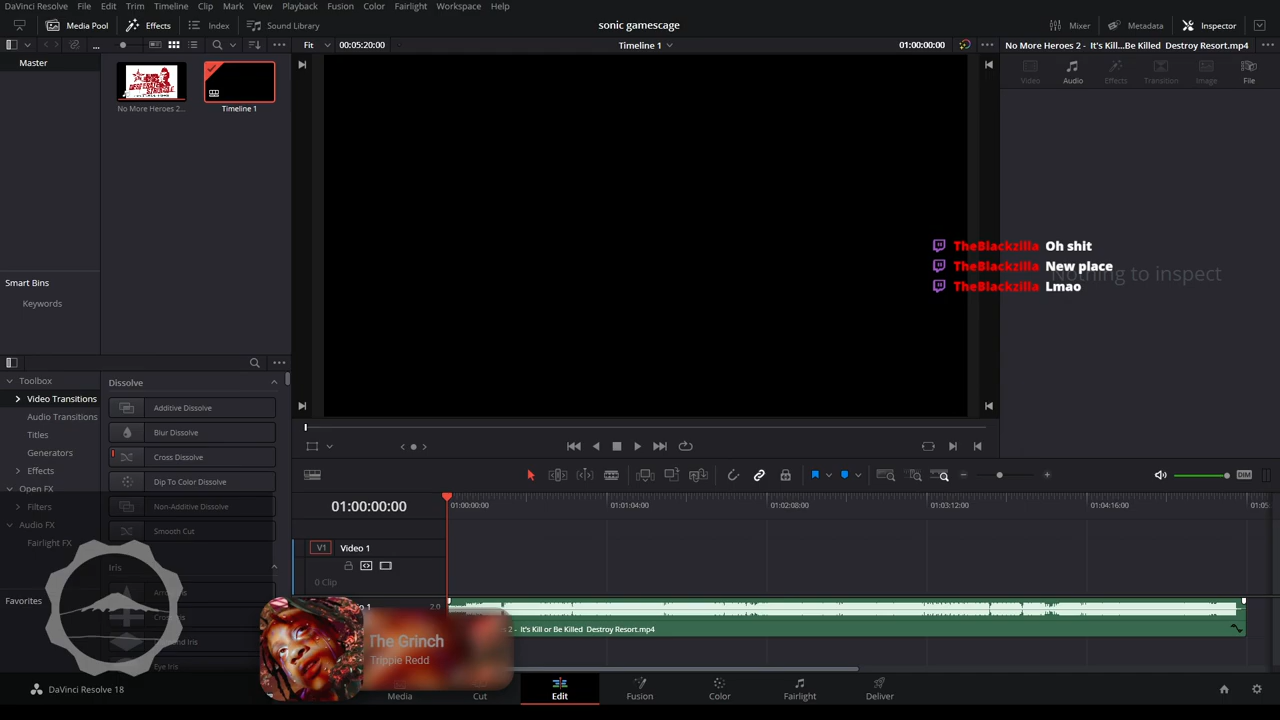 DaVinci Resolve File Edit Trim Timeline Clip Mark View Playback Fusion Color Fairlight Workspace Help
Media Pool Effects Index Sound Library sonic gamescage Mixer Metadata Inspector
... Fit 00:05:20:00 Timeline 1 01:00:00:00 No More Heroes 2 - It's Kill...Be Killed Destroy Resort.mp4
Master
Video Audio Effects Transition Image File
No More Heroes 2... Timeline 1
TheBlackzilla Oh shit
TheBlackzilla New place
Nothing to inspect
TheBlackzilla Lmao
Smart Bins
Keywords
Toolbox
Video Transitions
Audio Transitions
Titles
Generators
Effects
Open FX
Filters
Audio FX
Fairlight FX
Favorites
Dissolve
Additive Dissolve
Blur Dissolve
Cross Dissolve
Dip To Color Dissolve
Non-Additive Dissolve
Smooth Cut
Iris
Eye Iris
DIM
01:00:00:00 01:00:00:00 01:01:04:00 01:02:08:00 01:03:12:00 01:04:16:00 01:05:
V1 Video 1
0 Clip
2.0
2 - It's Kill or Be Killed Destroy Resort.mp4
The Grinch
Trippie Redd
DaVinci Resolve 18
Media Cut Edit Fusion Color Fairlight Deliver